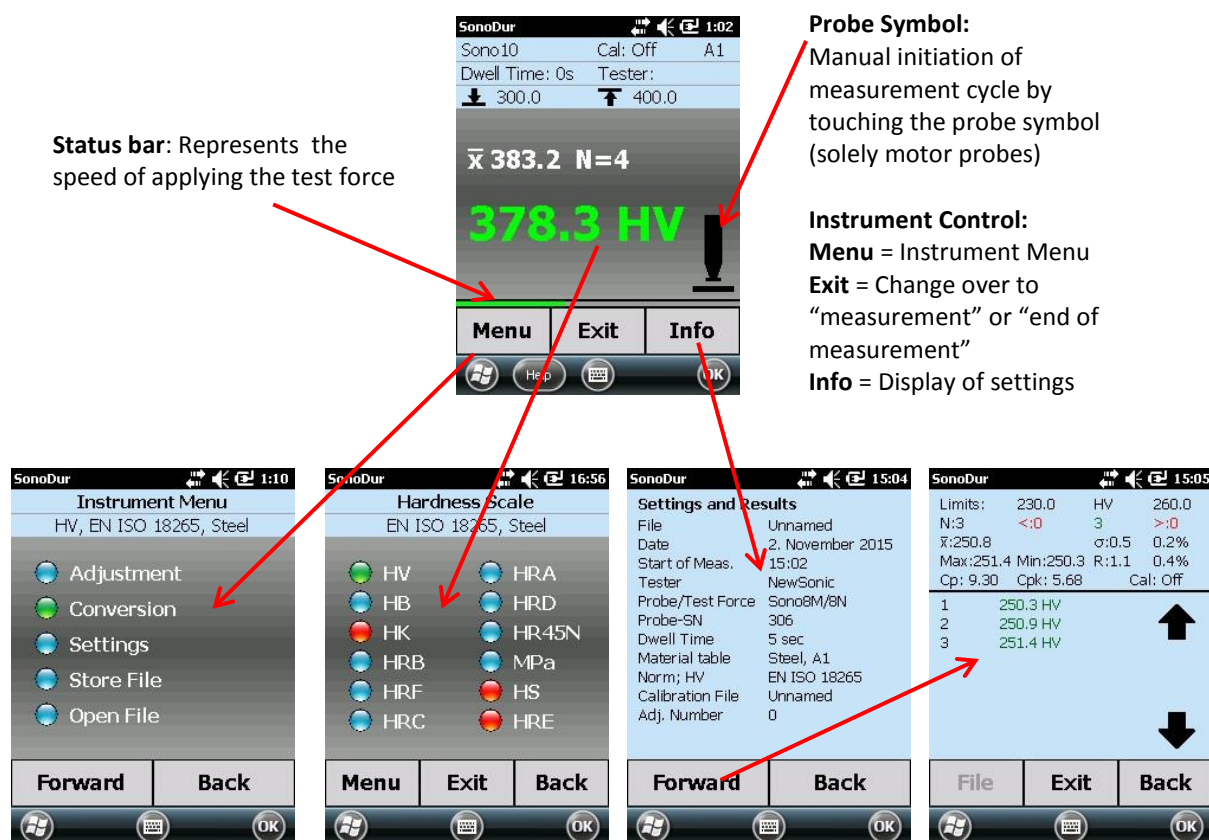 SonoDur 1:02
Sono10 Cal: Off A1
Dwell Time: 0s Tester:
300.0 400.0
x̅ 383.2 N=4
378.3 HV
Menu Exit Info
Help OK
Status bar: Represents the
speed of applying the test force
Probe Symbol:
Manual initiation of
measurement cycle by
touching the probe symbol
(solely motor probes)
Instrument Control:
Menu = Instrument Menu
Exit = Change over to
“measurement” or “end of
measurement”
Info = Display of settings
SonoDur 1:10
Instrument Menu
HV, EN ISO 18265, Steel
Adjustment
Conversion
Settings
Store File
Open File
Forward Back
OK
SonoDur 16:56
Hardness Scale
EN ISO 18265, Steel
HV HRA
HB HRD
HK HR45N
HRB MPa
HRF HS
HRC HRE
Menu Exit Back
OK
SonoDur 15:04
Settings and Results
File Unnamed
Date 2. November 2015
Start of Meas. 15:02
Tester NewSonic
Probe/Test Force Sono8M/8N
Probe-SN 306
Dwell Time 5 sec
Material table Steel, A1
Norm; HV EN ISO 18265
Calibration File Unnamed
Adj. Number 0
Forward Back
OK
SonoDur 15:05
Limits: 230.0 HV 260.0
N:3 <:0 3 >:0
x̅:250.8 σ:0.5 0.2%
Max:251.4 Min:250.3 R:1.1 0.4%
Cp: 9.30 Cpk: 5.68 Cal: Off
1 250.3 HV
2 250.9 HV
3 251.4 HV
File Exit Back
OK